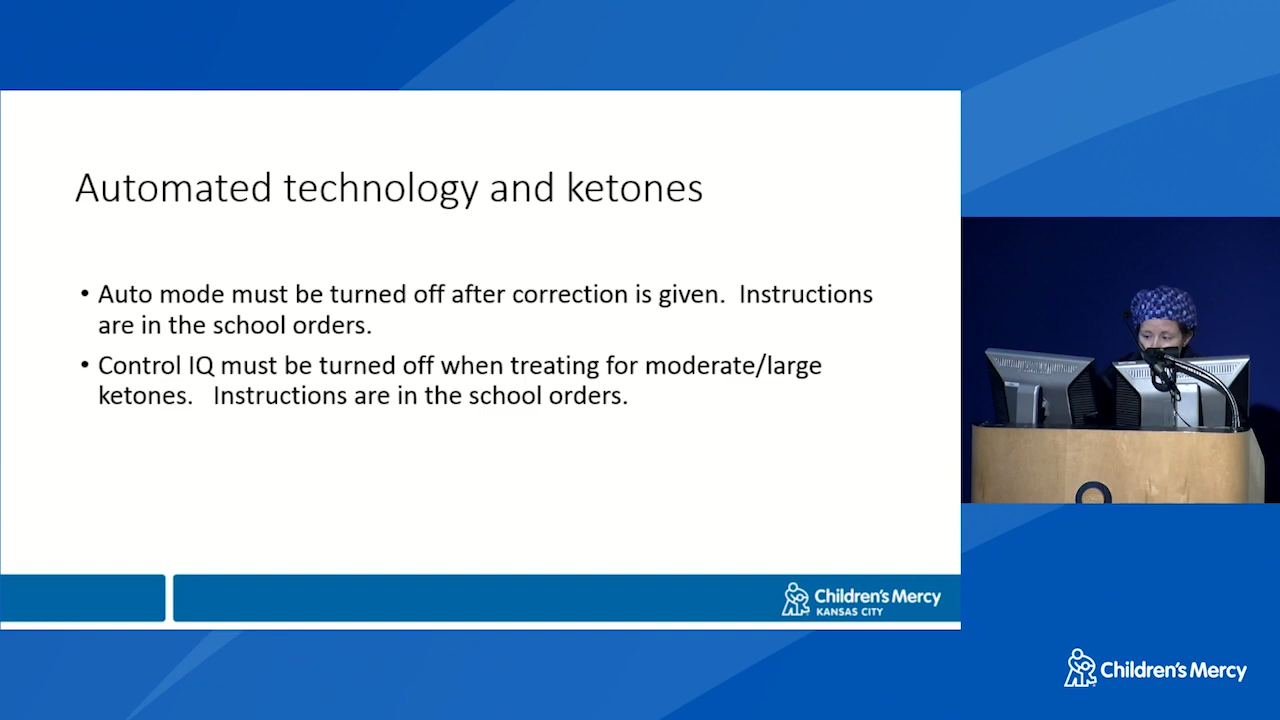 Automated technology and ketones
• Auto mode must be turned off after correction is given.  Instructions
are in the school orders.
• Control IQ must be turned off when treating for moderate/large
ketones.   Instructions are in the school orders.
Children's Mercy
KANSAS CITY
Children's Mercy